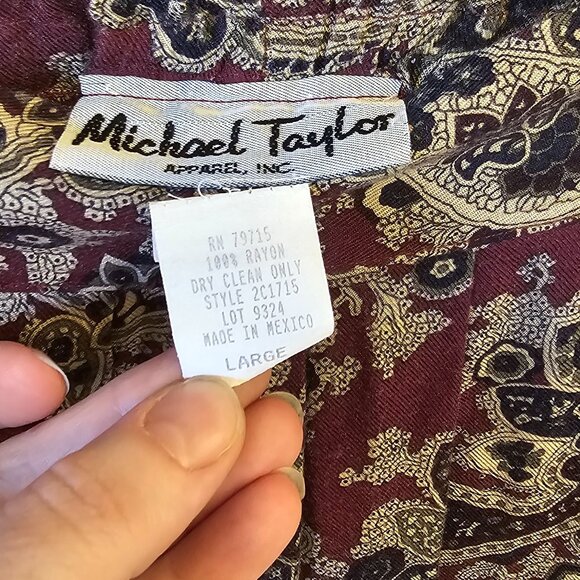 Michael Taylor
APPAREL, INC.
RN 79715
100% RAYON
DRY CLEAN ONLY
STYLE 2C1715
LOT 9324
MADE IN MEXICO
LARGE